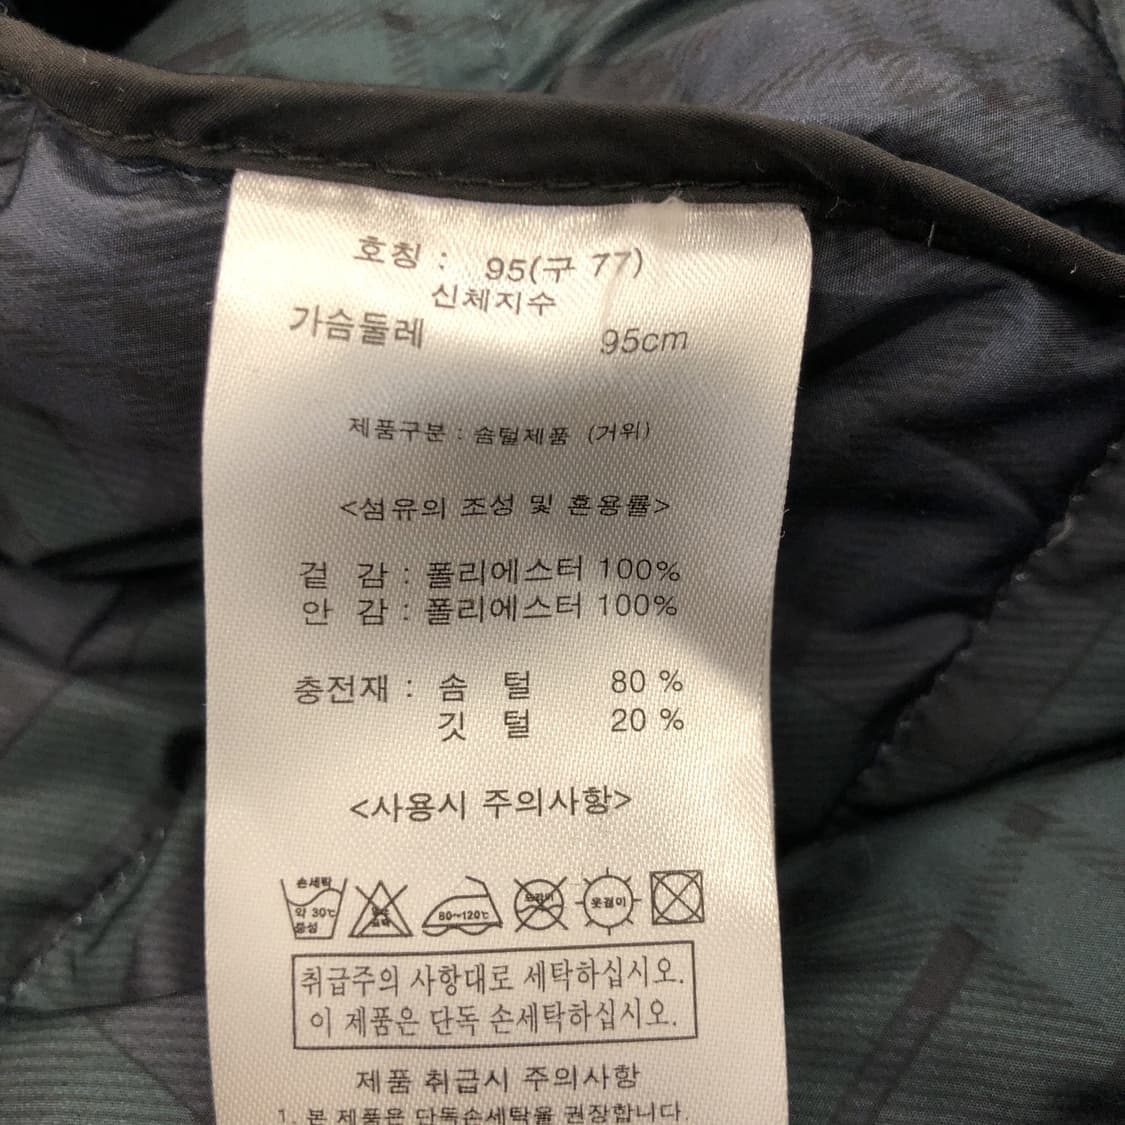 호칭 : 95(구 77)
신체지수
가슴둘레 95cm
제품구분 : 솜털제품 (거위)
<섬유의 조성 및 혼용률>
겉 감 : 폴리에스터 100%
안 감 : 폴리에스터 100%
충전재 : 솜 털 80 %
깃 털 20 %
<사용시 주의사항>
손세탁
약 30℃
중성
80~120℃
드라이
옷걸이
취급주의 사항대로 세탁하십시오.
이 제품은 단독 손세탁하십시오.
제품 취급시 주의사항
1. 본 제품은 단독손세탁을 권장합니다.